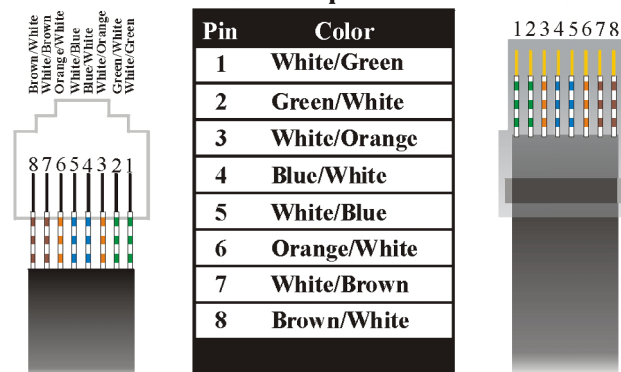 Brown/White
White/Brown
Orange/White
White/Blue
Blue/White
White/Orange
Green/White
White/Green
87654321
Pin Color
1 White/Green
2 Green/White
3 White/Orange
4 Blue/White
5 White/Blue
6 Orange/White
7 White/Brown
8 Brown/White
12345678